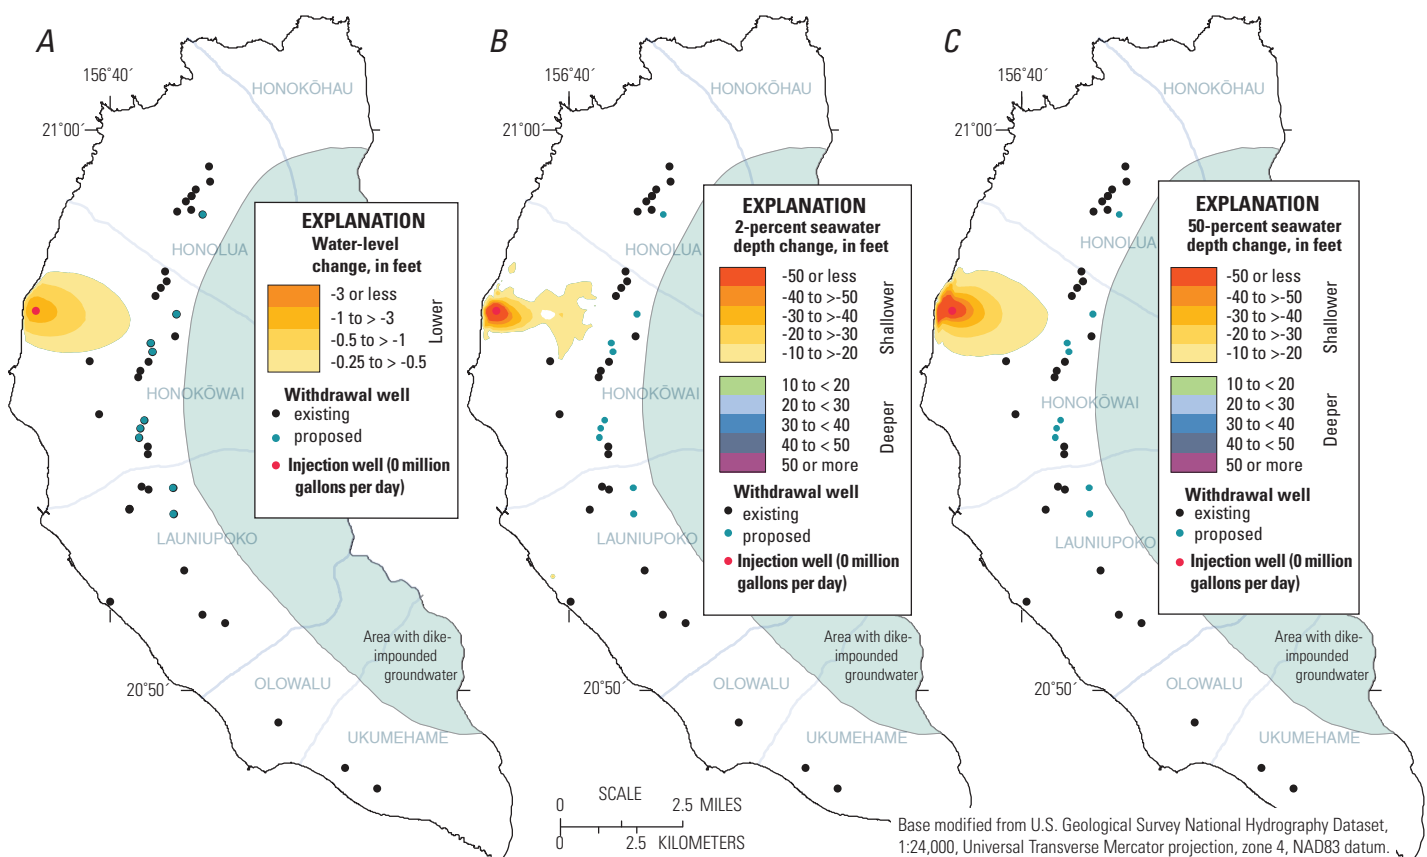 A
156°40´
21°00´
HONOKŌHAU
HONOLUA
HONOKŌWAI
LAUNIUPOKO
OLOWALU
UKUMEHAME
20°50´
Area with dike-
impounded
groundwater
EXPLANATION
Water-level
change, in feet
-3 or less
-1 to > -3
-0.5 to > -1
-0.25 to > -0.5
Lower
Withdrawal well
existing
proposed
Injection well (0 million
gallons per day)
B
156°40´
21°00´
HONOKŌHAU
HONOLUA
HONOKŌWAI
LAUNIUPOKO
OLOWALU
UKUMEHAME
20°50´
Area with dike-
impounded
groundwater
EXPLANATION
2-percent seawater
depth change, in feet
-50 or less
-40 to >-50
-30 to >-40
-20 to >-30
-10 to >-20
Shallower
10 to < 20
20 to < 30
30 to < 40
40 to < 50
50 or more
Deeper
Withdrawal well
existing
proposed
Injection well (0 million
gallons per day)
C
156°40´
21°00´
HONOKŌHAU
HONOLUA
HONOKŌWAI
LAUNIUPOKO
OLOWALU
UKUMEHAME
20°50´
Area with dike-
impounded
groundwater
EXPLANATION
50-percent seawater
depth change, in feet
-50 or less
-40 to >-50
-30 to >-40
-20 to >-30
-10 to >-20
Shallower
10 to < 20
20 to < 30
30 to < 40
40 to < 50
50 or more
Deeper
Withdrawal well
existing
proposed
Injection well (0 million
gallons per day)
SCALE
0 2.5 MILES
0 2.5 KILOMETERS
Base modified from U.S. Geological Survey National Hydrography Dataset,
1:24,000, Universal Transverse Mercator projection, zone 4, NAD83 datum.